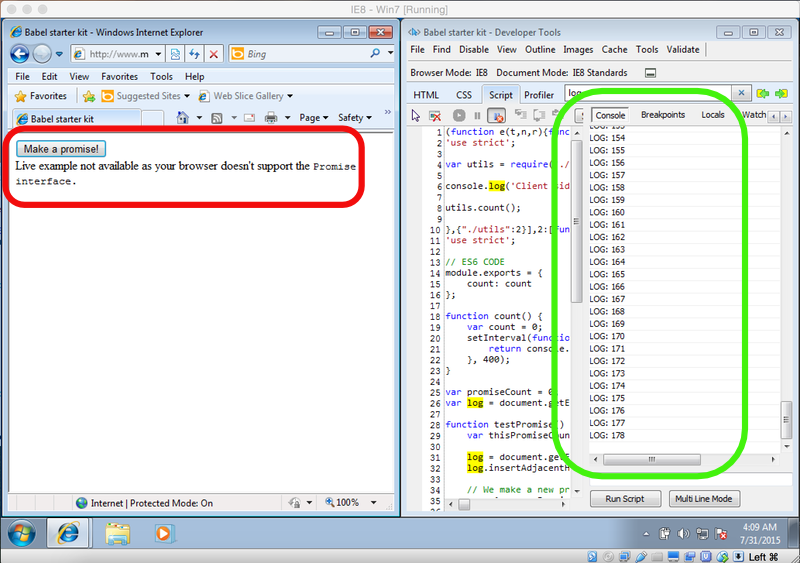 IE8 - Win7 [Running]
Babel starter kit - Windows Internet Explorer
http://www.m
Bing
File Edit View Favorites Tools Help
Favorites
Suggested Sites
Web Slice Gallery
Babel starter kit
Page
Safety
Make a promise!
Live example not available as your browser doesn't support the Promise
interface.
Internet | Protected Mode: On
100%
Babel starter kit - Developer Tools
File Find Disable View Outline Images Cache Tools Validate
Browser Mode: IE8 Document Mode: IE8 Standards
HTML CSS Script Profiler
Console Breakpoints Locals Watch
1 (function e(t,n,r){func
2 'use strict';
3
4 var utils = require(
5
6 console.log('Client sid
7
8 utils.count();
9
10 },{"./utils":2}],2:[fun
11 'use strict';
12
13 // ES6 CODE
14 module.exports = {
15 count: count
16 };
17
18 function count() {
19 var count = 0;
20 setInterval(functio
21 return console.
22 }, 400);
23 }
24
25 var promiseCount = 0
26 var log = document.getE
27
28 function testPromise()
29 var thisPromiseCoun
30
31 log = document.getE
32 log.insertAdjacentH
33
34 // We make a new pr
35
LOG: 153
LOG: 154
LOG: 155
LOG: 156
LOG: 157
LOG: 158
LOG: 159
LOG: 160
LOG: 161
LOG: 162
LOG: 163
LOG: 164
LOG: 165
LOG: 166
LOG: 167
LOG: 168
LOG: 169
LOG: 170
LOG: 171
LOG: 172
LOG: 173
LOG: 174
LOG: 175
LOG: 176
LOG: 177
LOG: 178
Run Script
Multi Line Mode
4:09 AM
7/31/2015
Left ⌘